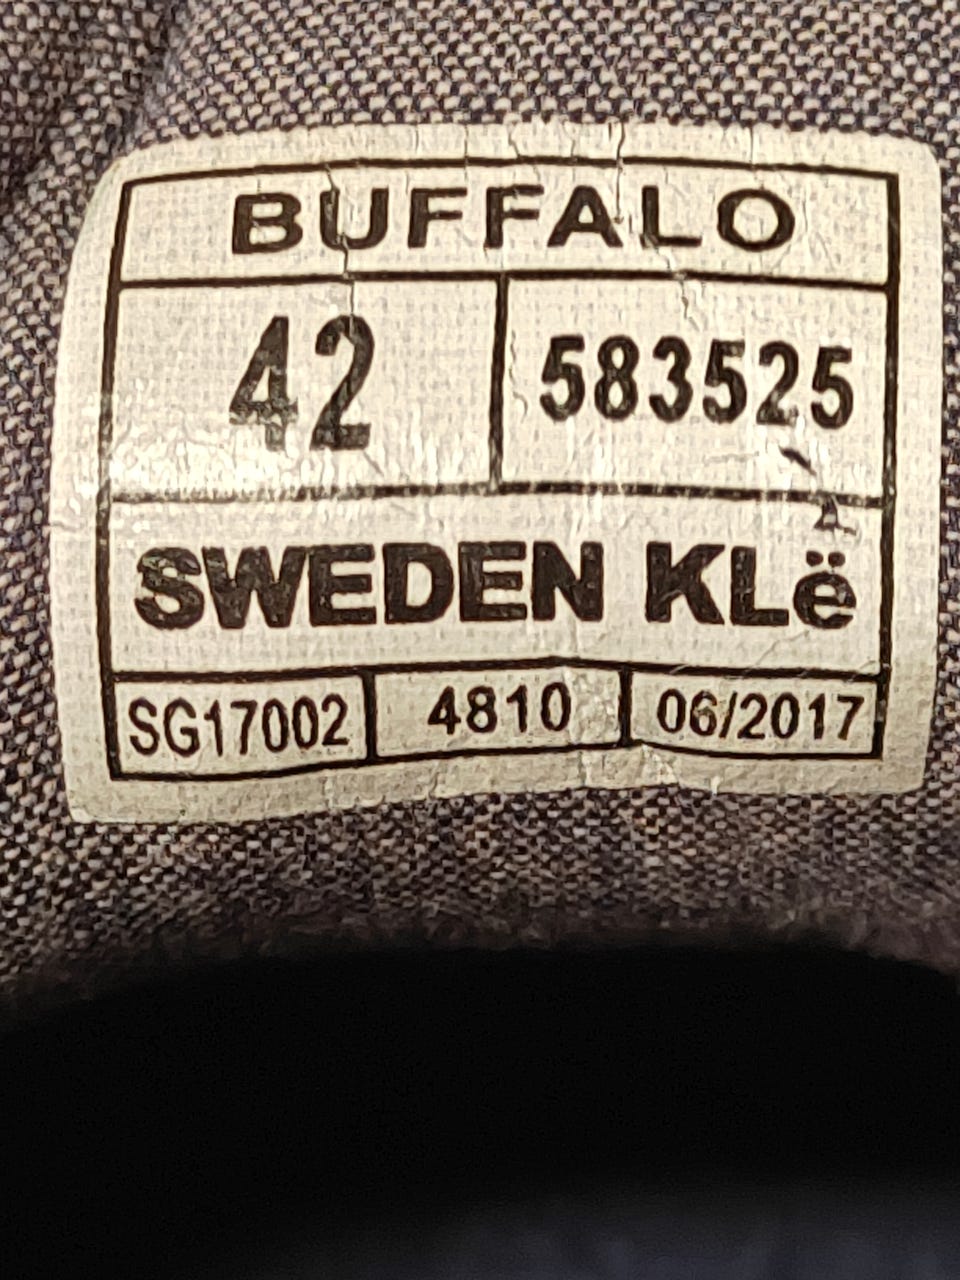 BUFFALO
42 583525
SWEDEN KLë
SG17002 4810 06/2017